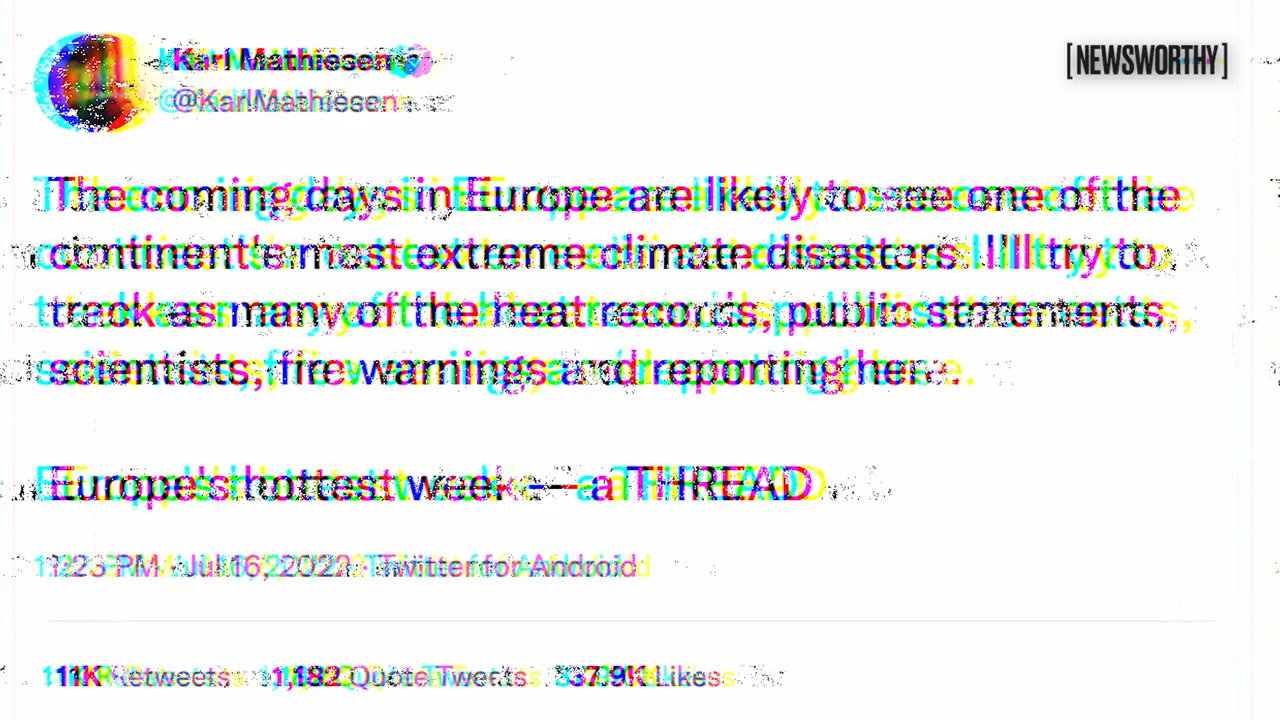 Karl Mathiesen
[NEWSWORTHY]
@KarlMathiesen
The coming days in Europe are likely to see one of the
continent's most extreme climate disasters. I'll try to
track as many of the heat records, public statements,
scientists, fire warnings and reporting here.
Europe's hottest week — a THREAD
PM · Jul 16, 2022 · Twitter for Android
11K Retweets 1,182 Quote Tweets 37.9K Likes